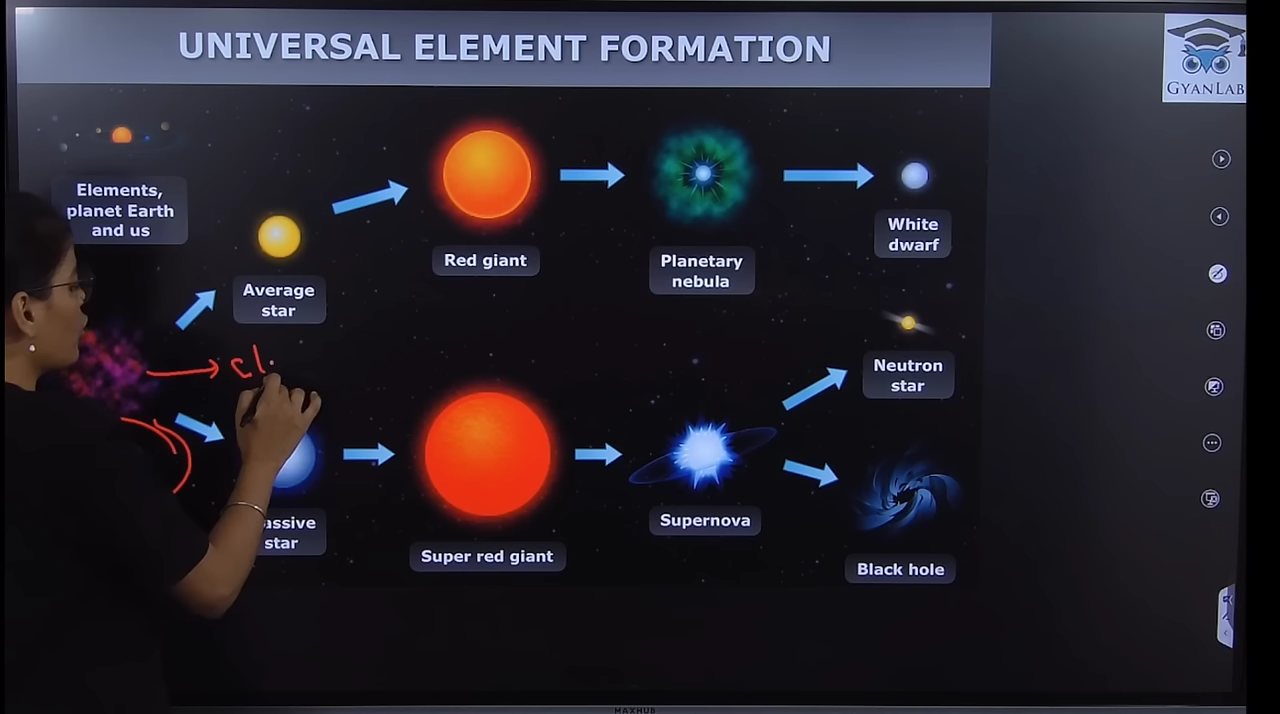 UNIVERSAL ELEMENT FORMATION
GYANLAB
Elements,
planet Earth
and us
Average
star
Red giant
Planetary
nebula
White
dwarf
Neutron
star
cl
assive
star
Super red giant
Supernova
Black hole
MAXHUB